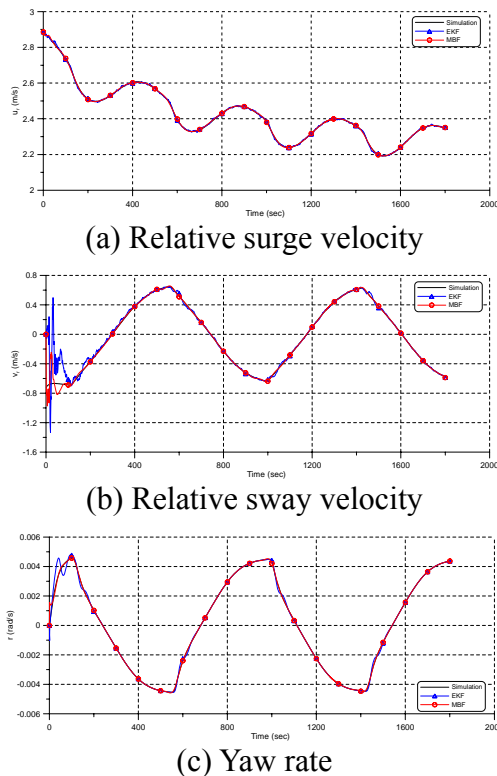 3
2.8
2.6
2.4
2.2
2
u, (m/s)
Simulation
EKF
MBF
0 400 800 1200 1600 2000
Time (sec)
(a) Relative surge velocity
0.8
0.4
0
-0.4
-0.8
-1.2
-1.6
v, (m/s)
Simulation
EKF
MBF
0 400 800 1200 1600 2000
Time (sec)
(b) Relative sway velocity
0.006
0.004
0.002
0
-0.002
-0.004
-0.006
r (rad/s)
Simulation
EKF
MBF
0 400 800 1200 1600 2000
Time (sec)
(c) Yaw rate